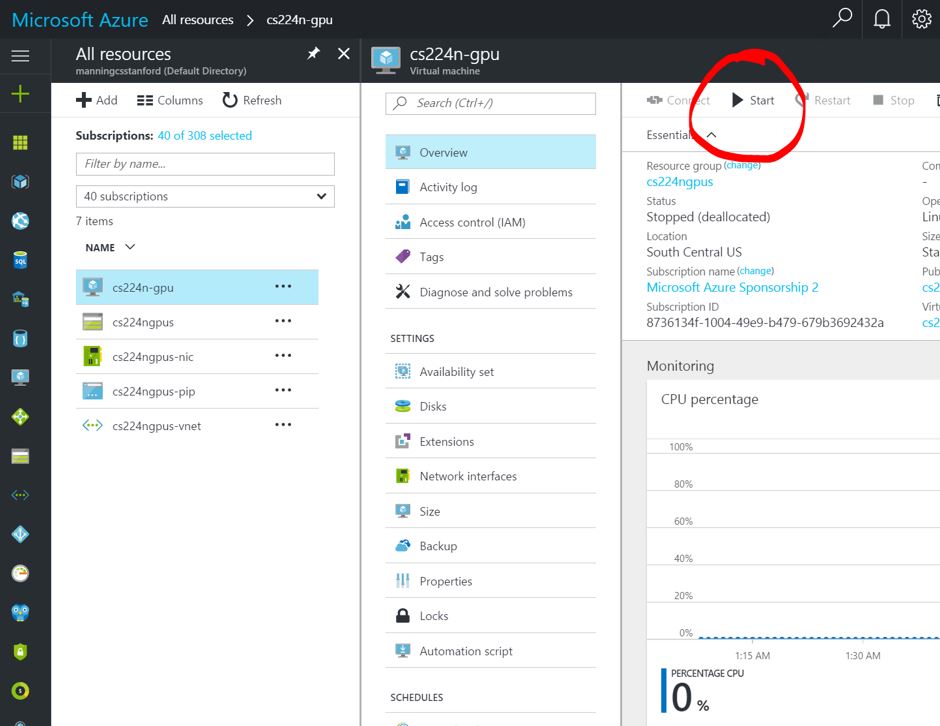 Microsoft Azure All resources > cs224n-gpu
All resources
manningcsstanford (Default Directory)
Add Columns Refresh
Subscriptions: 40 of 308 selected
Filter by name...
40 subscriptions
7 items
NAME
cs224n-gpu
cs224ngpus
cs224ngpus-nic
cs224ngpus-pip
cs224ngpus-vnet
cs224n-gpu
Virtual machine
Search (Ctrl+/)
Overview
Activity log
Access control (IAM)
Tags
Diagnose and solve problems
SETTINGS
Availability set
Disks
Extensions
Network interfaces
Size
Backup
Properties
Locks
Automation script
SCHEDULES
Connect Start Restart Stop
Essentials
Resource group (change)
cs224ngpus
Status
Stopped (deallocated)
Location
South Central US
Subscription name (change)
Microsoft Azure Sponsorship 2
Subscription ID
8736134f-1004-49e9-b479-679b3692432a
Con
-
Ope
Linu
Size
Sta
Pub
cs2
Virt
cs2
Monitoring
CPU percentage
100%
80%
60%
40%
20%
0%
1:15 AM 1:30 AM
PERCENTAGE CPU
0 %
SQL